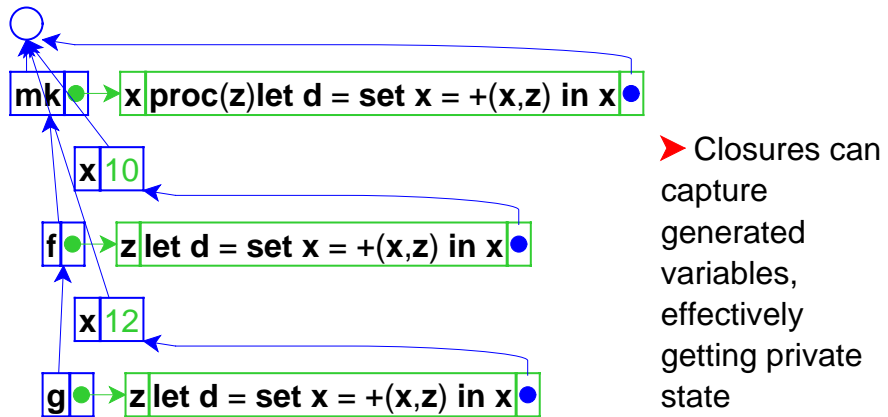 mk x proc(z)let d = set x = +(x,z) in x
x 10
f z let d = set x = +(x,z) in x
x 12
g z let d = set x = +(x,z) in x
Closures can
capture
generated
variables,
effectively
getting private
state